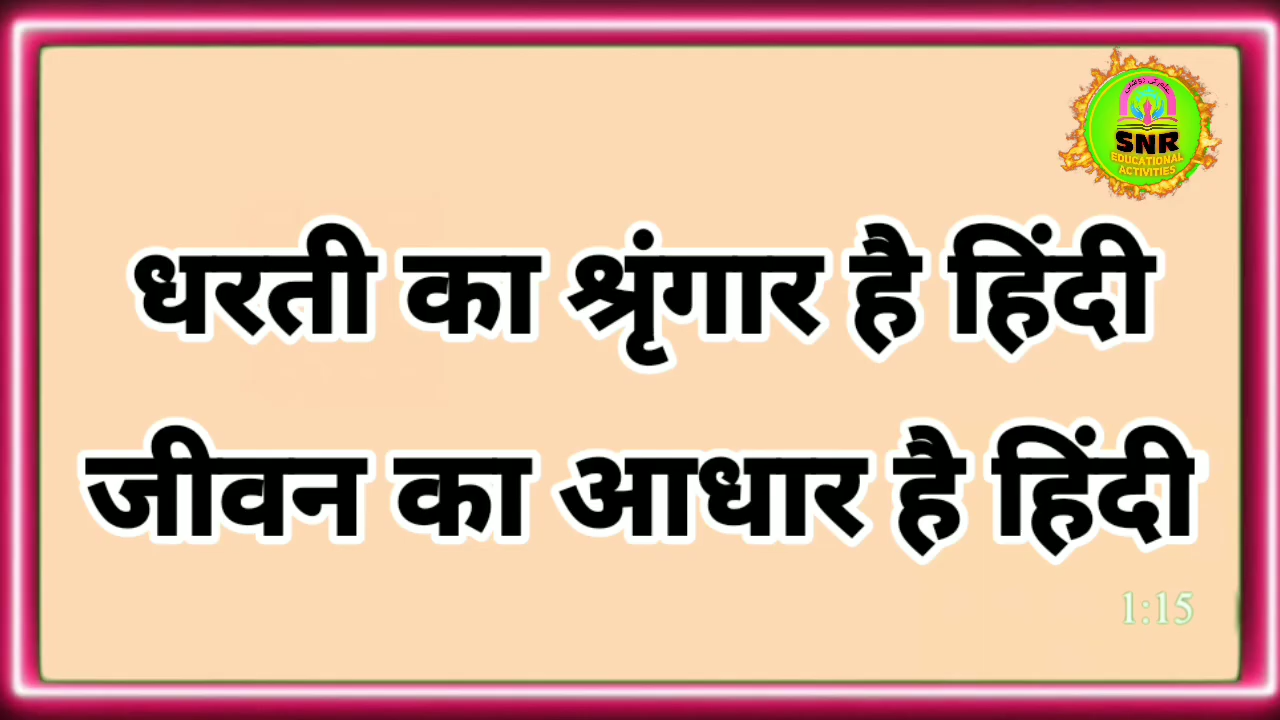 SNR
EDUCATIONAL
ACTIVITIES
धरती का श्रृंगार है हिंदी
जीवन का आधार है हिंदी
1:15